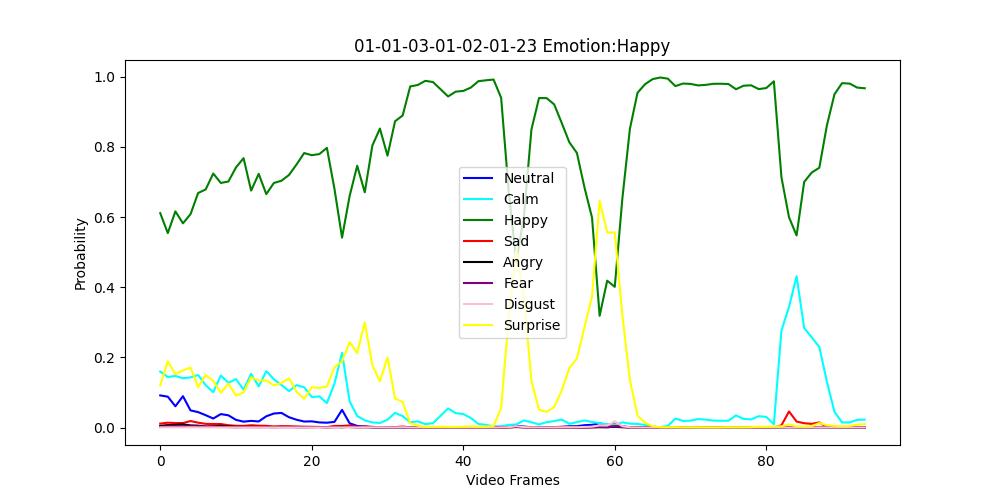 01-01-03-01-02-01-23 Emotion:Happy
1.0
0.8
0.6
0.4
0.2
0.0
Probability
Neutral
Calm
Happy
Sad
Angry
Fear
Disgust
Surprise
0
20
40
60
80
Video Frames